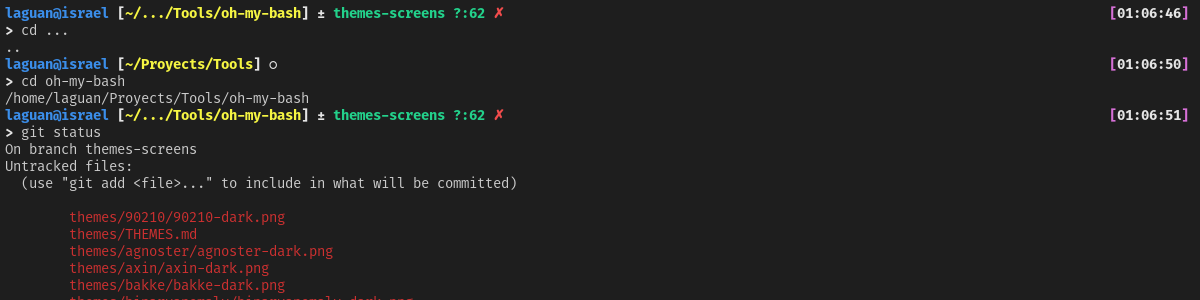 laguan@israel [~/.../Tools/oh-my-bash] ± themes-screens ?:62 ✗ [01:06:46]
> cd ...
..
laguan@israel [~/Proyects/Tools] ○ [01:06:50]
> cd oh-my-bash
/home/laguan/Proyects/Tools/oh-my-bash
laguan@israel [~/.../Tools/oh-my-bash] ± themes-screens ?:62 ✗ [01:06:51]
> git status
On branch themes-screens
Untracked files:
  (use "git add <file>..." to include in what will be committed)
        themes/90210/90210-dark.png
        themes/THEMES.md
        themes/agnoster/agnoster-dark.png
        themes/axin/axin-dark.png
        themes/bakke/bakke-dark.png